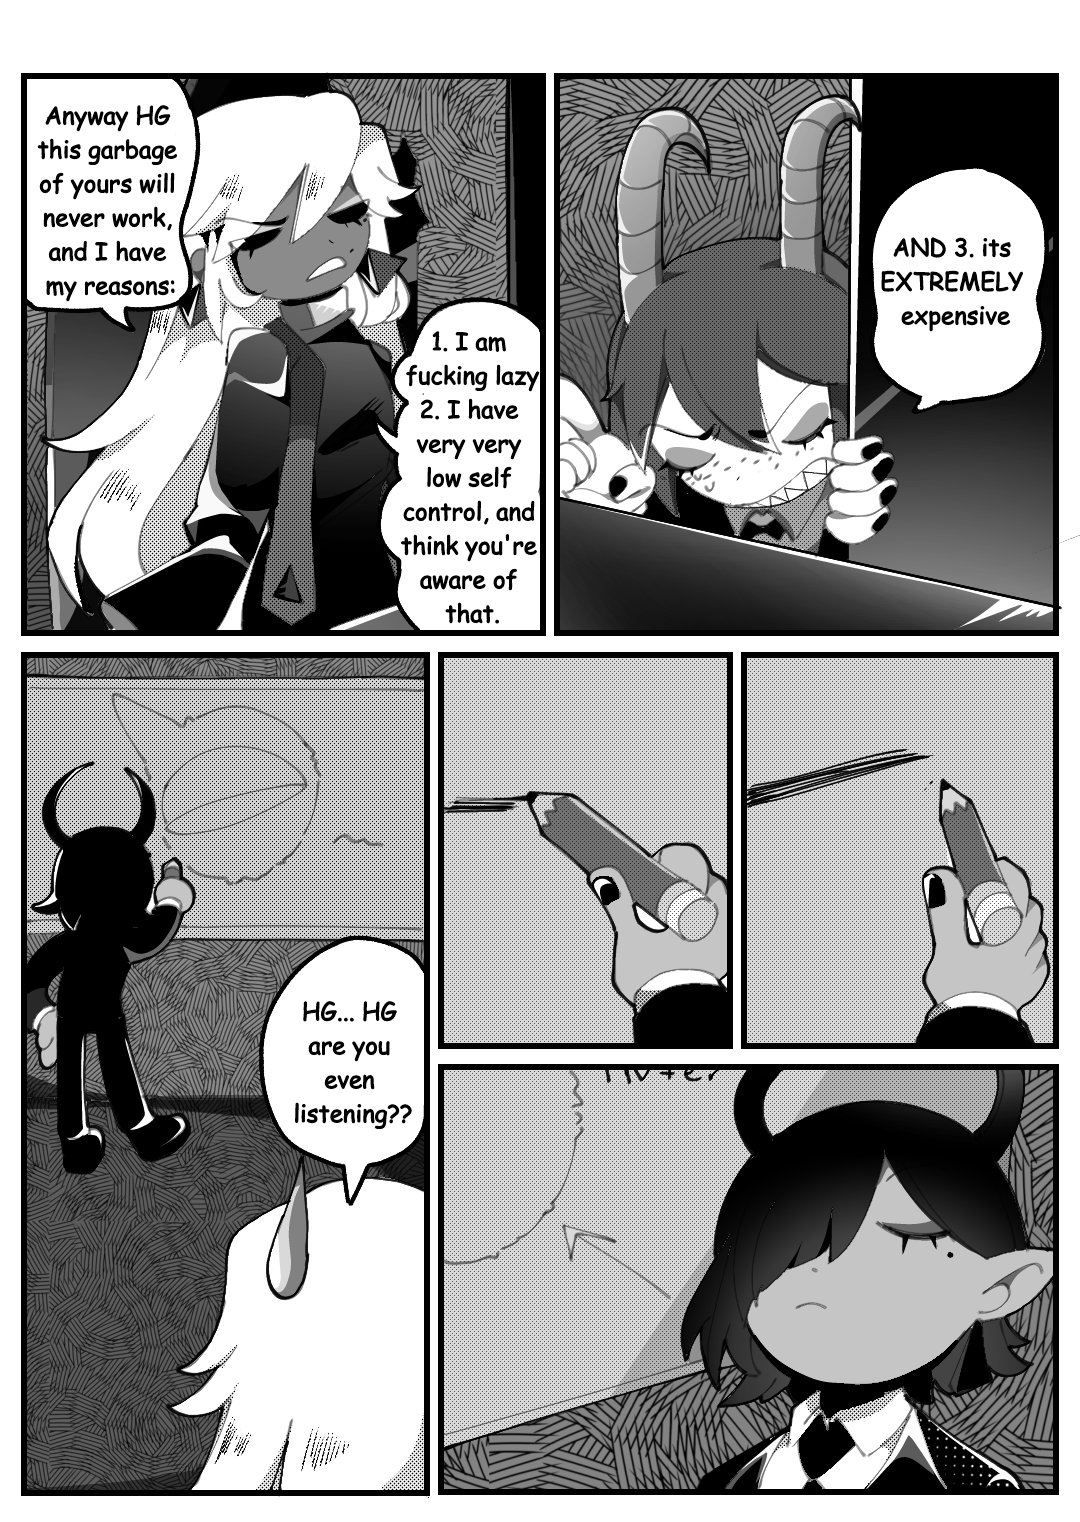 Anyway HG
this garbage
of yours will
never work,
and I have
my reasons:
1. I am
fucking lazy
2. I have
very very
low self
control, and
think you're
aware of
that.
AND 3. its
EXTREMELY
expensive
HG... HG
are you
even
listening??